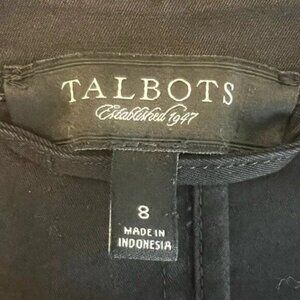 TALBOTS
Established 1947
8
MADE IN
INDONESIA